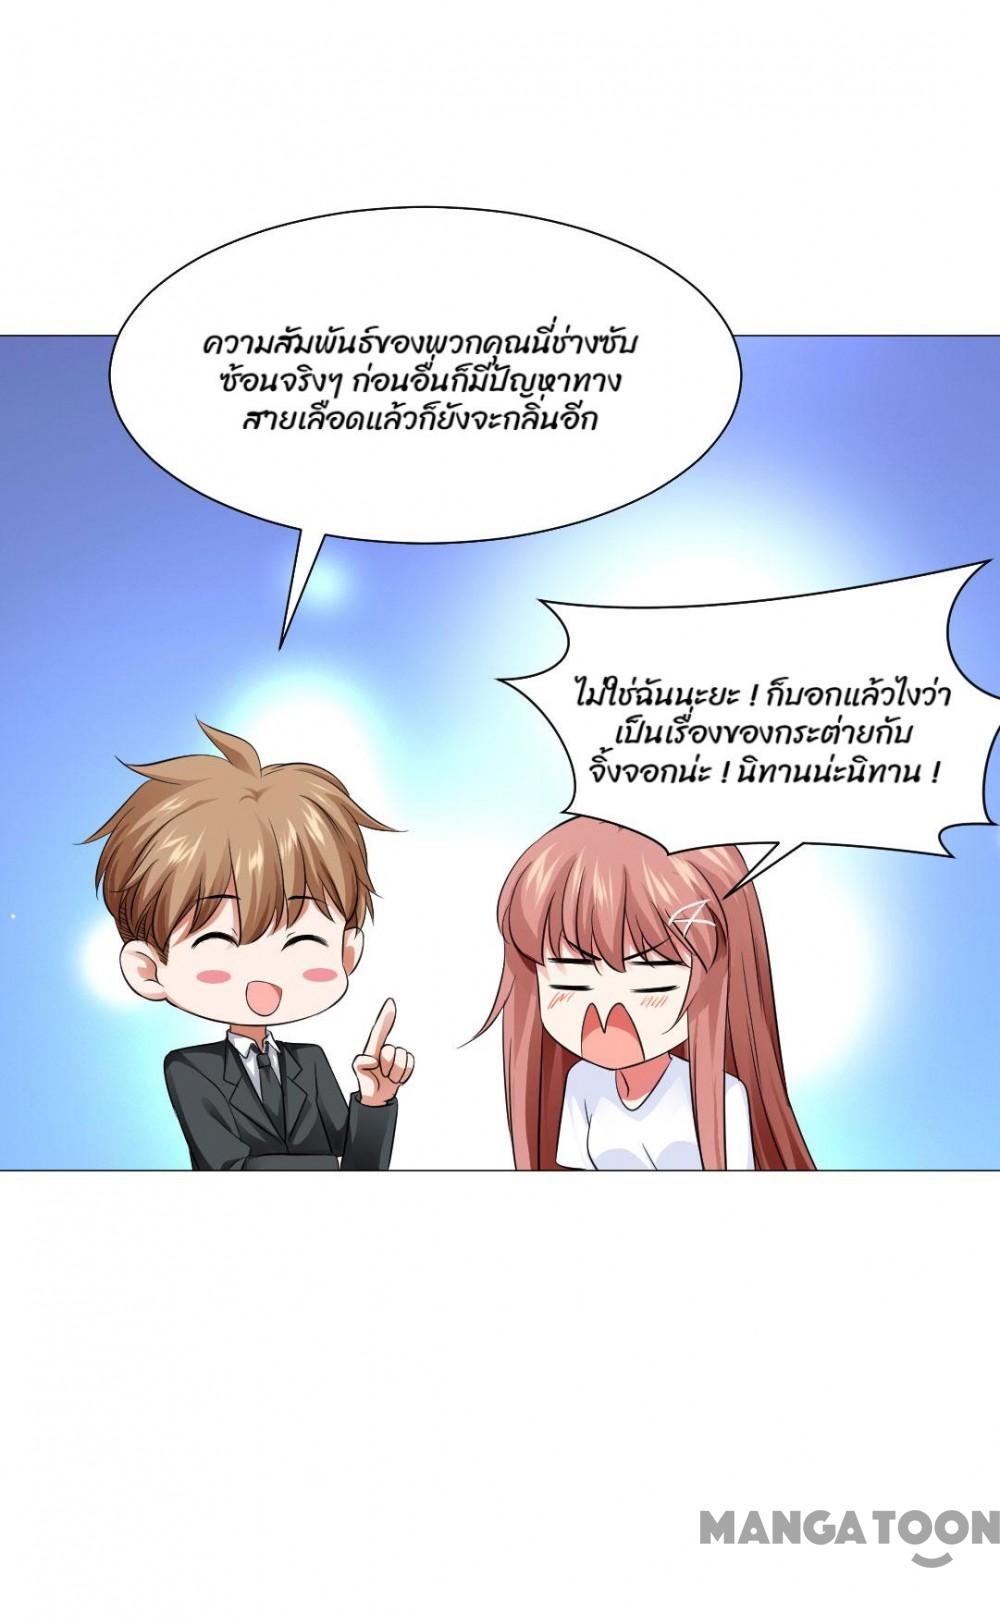 ความสัมพันธ์ของพวกคุณนี่ช่างซับ
ซ้อนจริงๆ ก่อนอื่นก็มีปัญหาทาง
สายเลือดแล้วก็ยังจะกลิ่นอีก
ไม่ใช่ฉันนะยะ ! ก็บอกแล้วไงว่า
เป็นเรื่องของกระต่ายกับ
จิ้งจอกน่ะ ! นิทานน่ะนิทาน !
MANGATOON